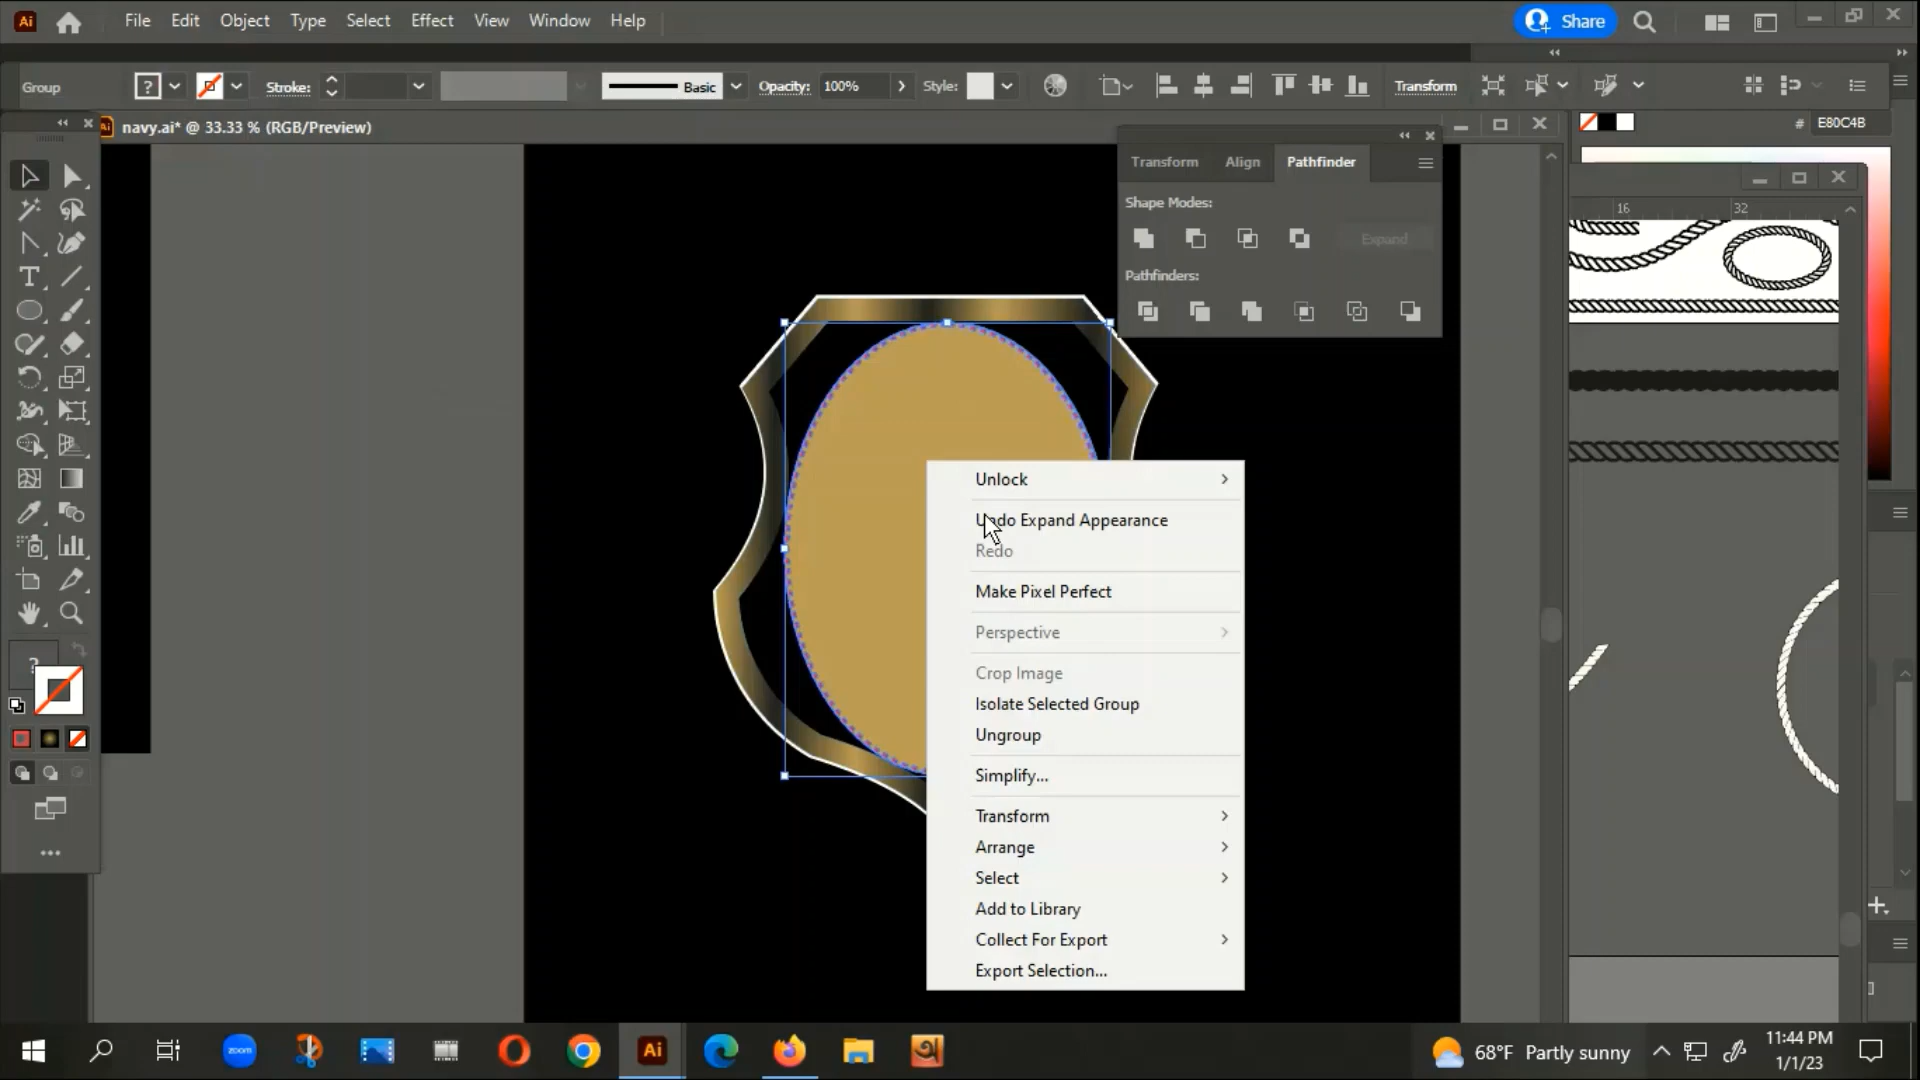 Ai File Edit Object Type Select Effect View Window Help Share
Group ? Stroke: Basic Opacity: 100% Style: Transform
Ai navy.ai* @ 33.33 % (RGB/Preview)
# E80C4B
Transform Align Pathfinder
Shape Modes:
Expand
Pathfinders:
16 32
T
?
Unlock
Undo Expand Appearance
Redo
Make Pixel Perfect
Perspective
Crop Image
Isolate Selected Group
Ungroup
Simplify...
Transform
Arrange
Select
Add to Library
Collect For Export
Export Selection...
zoom
Ai
অ
68°F Partly sunny
11:44 PM
1/1/23